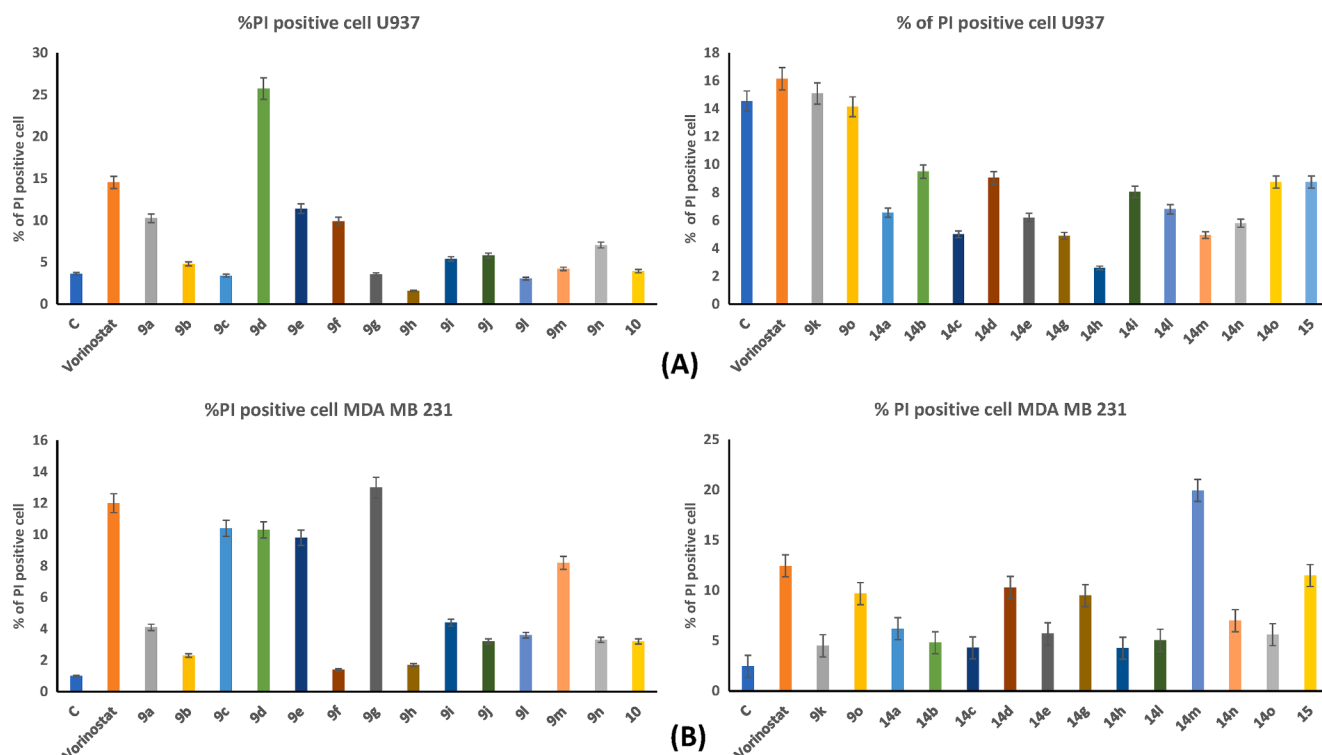 %PI positive cell U937
% of PI positive cell
30
25
20
15
10
5
0
C
Vorinostat
9a
9b
9c
9d
9e
9f
9g
9h
9i
9j
9l
9m
9n
10
% of PI positive cell U937
% of PI positive cell
18
16
14
12
10
8
6
4
2
0
C
Vorinostat
9k
9o
14a
14b
14c
14d
14e
14g
14h
14i
14l
14m
14n
14o
15
(A)
%PI positive cell MDA MB 231
% of PI positive cell
16
14
12
10
8
6
4
2
0
C
Vorinostat
9a
9b
9c
9d
9e
9f
9g
9h
9i
9j
9l
9m
9n
10
% PI positive cell MDA MB 231
% of PI positive cell
25
20
15
10
5
0
C
Vorinostat
9k
9o
14a
14b
14c
14d
14e
14g
14h
14l
14m
14n
14o
15
(B)